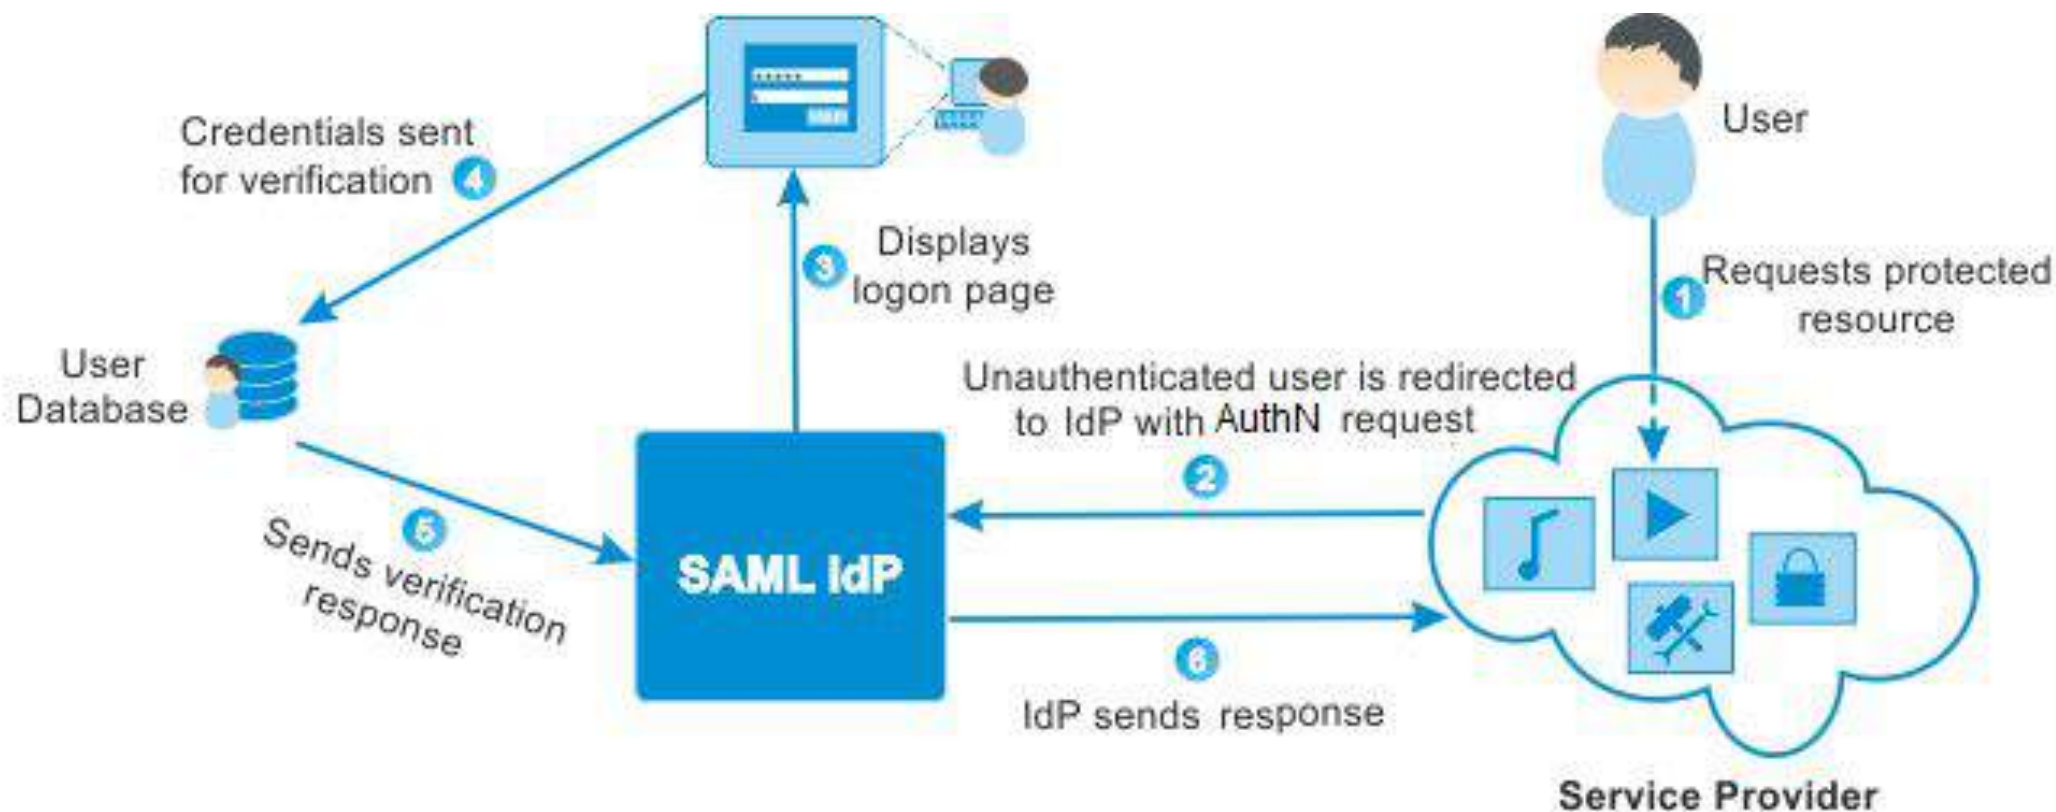 User
1
Requests protected
resource
Unauthenticated user is redirected
to IdP with AuthN request
2
3
Displays
logon page
Credentials sent
for verification
4
User
Database
5
Sends verification
response
SAML IdP
6
IdP sends response
Service Provider